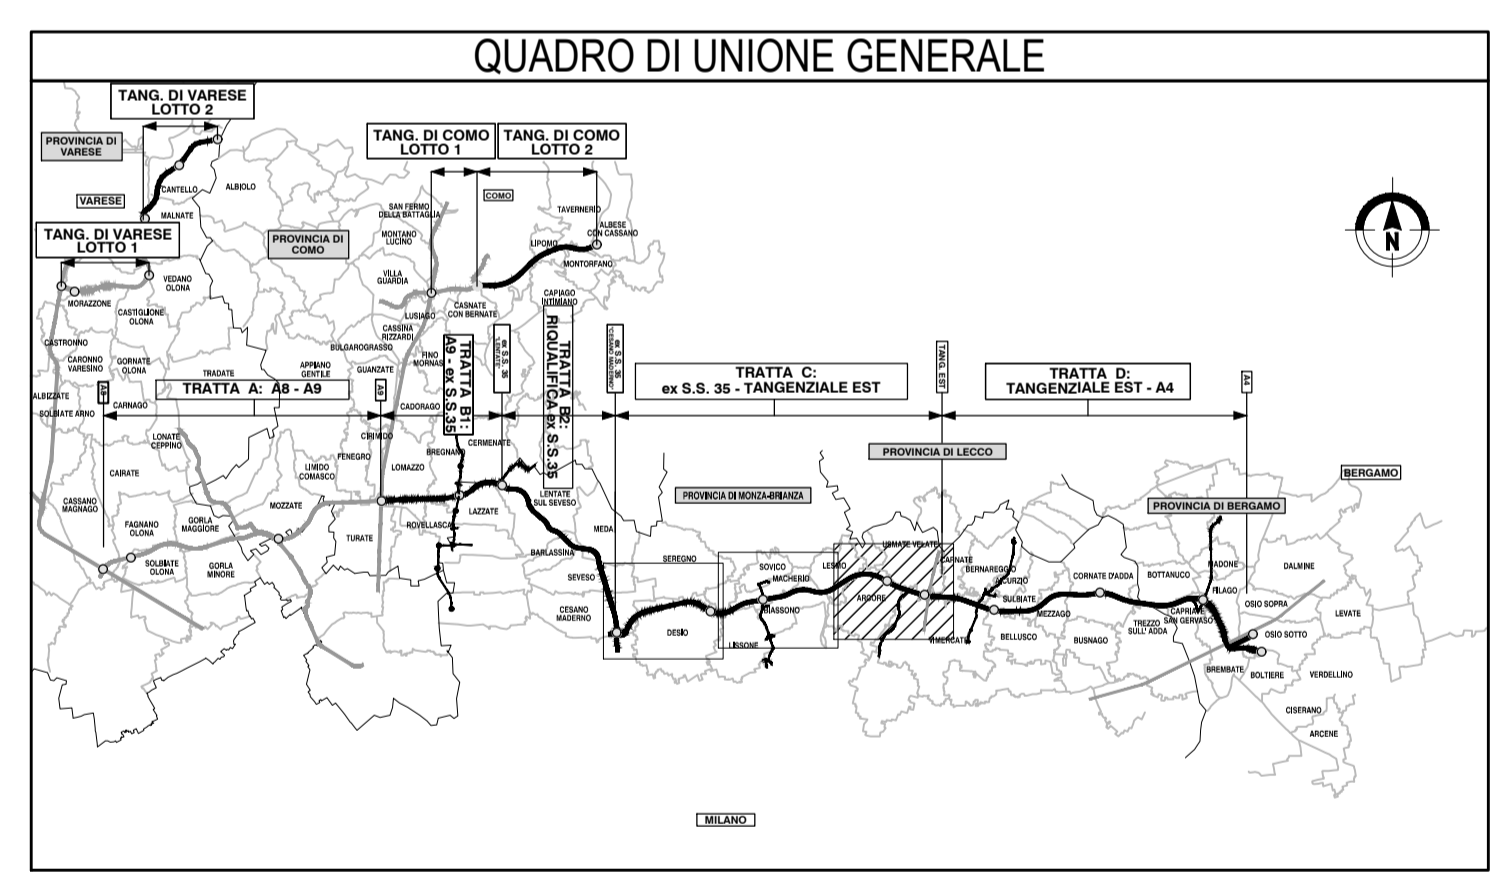 QUADRO DI UNIONE GENERALE
TANG. DI VARESE
LOTTO 2
PROVINCIA DI
VARESE
TANG. DI COMO
LOTTO 1
TANG. DI COMO
LOTTO 2
CANTELLO
ALBIOLO
VARESE
MALNATE
COMO
SAN FERMO
DELLA BATTAGLIA
TAVERNERIO
ALBESE
CON CASSANO
TANG. DI VARESE
LOTTO 1
PROVINCIA DI
COMO
MONTANO
LUCINO
LIPOMO
MONTORFANO
N
VEDANO
OLONA
VILLA
GUARDIA
MORAZZONE
CASTIGLIONE
OLONA
LUSIAGO
CASNATE
CON BERNATE
CAPIAGO
INTIMIANO
CASSINA
RIZZARDI
CASTRONNO
BULGAROGRASSO
CARONNO
VARESINO
GORNATE
OLONA
TRADATE
APPIANO
GENTILE
GUANZATE
FINO
MORNAS
TRATTA B1:
A9 - ex S.S.35
ex S.S. 35
"LENTATE"
TRATTA B2:
RIQUALIFICA ex S.S.35
ex S.S. 35
"CESANO MADERNO"
TRATTA C:
ex S.S. 35 - TANGENZIALE EST
TANG. EST
TRATTA D:
TANGENZIALE EST - A4
A4
A8
TRATTA A: A8 - A9
A9
ALBIZZATE
SOLBIATE ARNO
CARNAGO
CADORAGO
LONATE
CEPPINO
CIRIMIDO
FENEGRO
BREGNANO
CERMENATE
PROVINCIA DI LECCO
CAIRATE
LIMIDO
COMASCO
LOMAZZO
BERGAMO
CASSANO
MAGNAGO
MOZZATE
LAZZATE
LENTATE
SUL SEVESO
PROVINCIA DI MONZA-BRIANZA
PROVINCIA DI BERGAMO
FAGNANO
OLONA
GORLA
MAGGIORE
TURATE
ROVELLASCA
MEDA
SOLBIATE
OLONA
GORLA
MINORE
BARLASSINA
SEVESO
SEREGNO
SOVICO
MACHERIO
LESMO
USMATE VELATE
CARNATE
BERNAREGGIO
AICURZIO
CORNATE D'ADDA
BOTTANUCO
MADONE
DALMINE
CESANO
MADERNO
DESIO
BIASSONO
LISSONE
ARCORE
SULBIATE
MEZZAGO
FILAGO
CAPRIATE
SAN GERVASO
OSIO SOPRA
LEVATE
VIMERCATE
BELLUSCO
BUSNAGO
TREZZO
SULL' ADDA
OSIO SOTTO
BREMBATE
BOLTIERE
VERDELLINO
CISERANO
ARCENE
MILANO